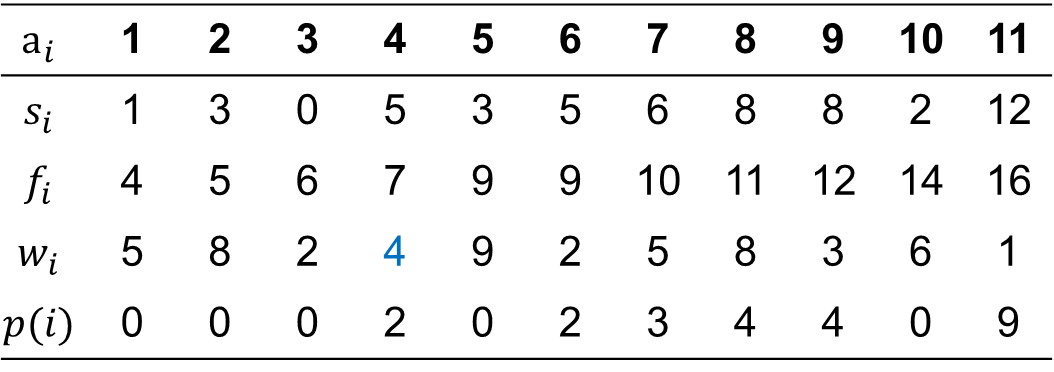 aᵢ 1 2 3 4 5 6 7 8 9 10 11
sᵢ 1 3 0 5 3 5 6 8 8 2 12
fᵢ 4 5 6 7 9 9 10 11 12 14 16
wᵢ 5 8 2 4 9 2 5 8 3 6 1
p(i) 0 0 0 2 0 2 3 4 4 0 9